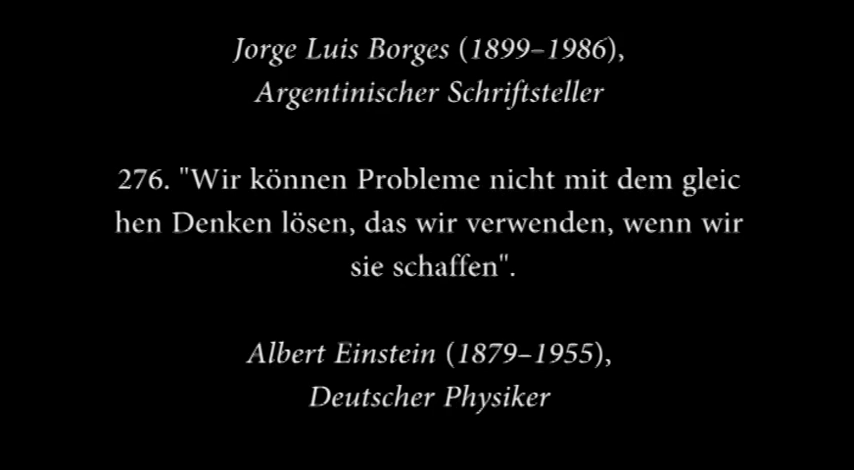 Jorge Luis Borges (1899–1986),
Argentinischer Schriftsteller
276. "Wir können Probleme nicht mit dem gleic
hen Denken lösen, das wir verwenden, wenn wir
sie schaffen".
Albert Einstein (1879–1955),
Deutscher Physiker